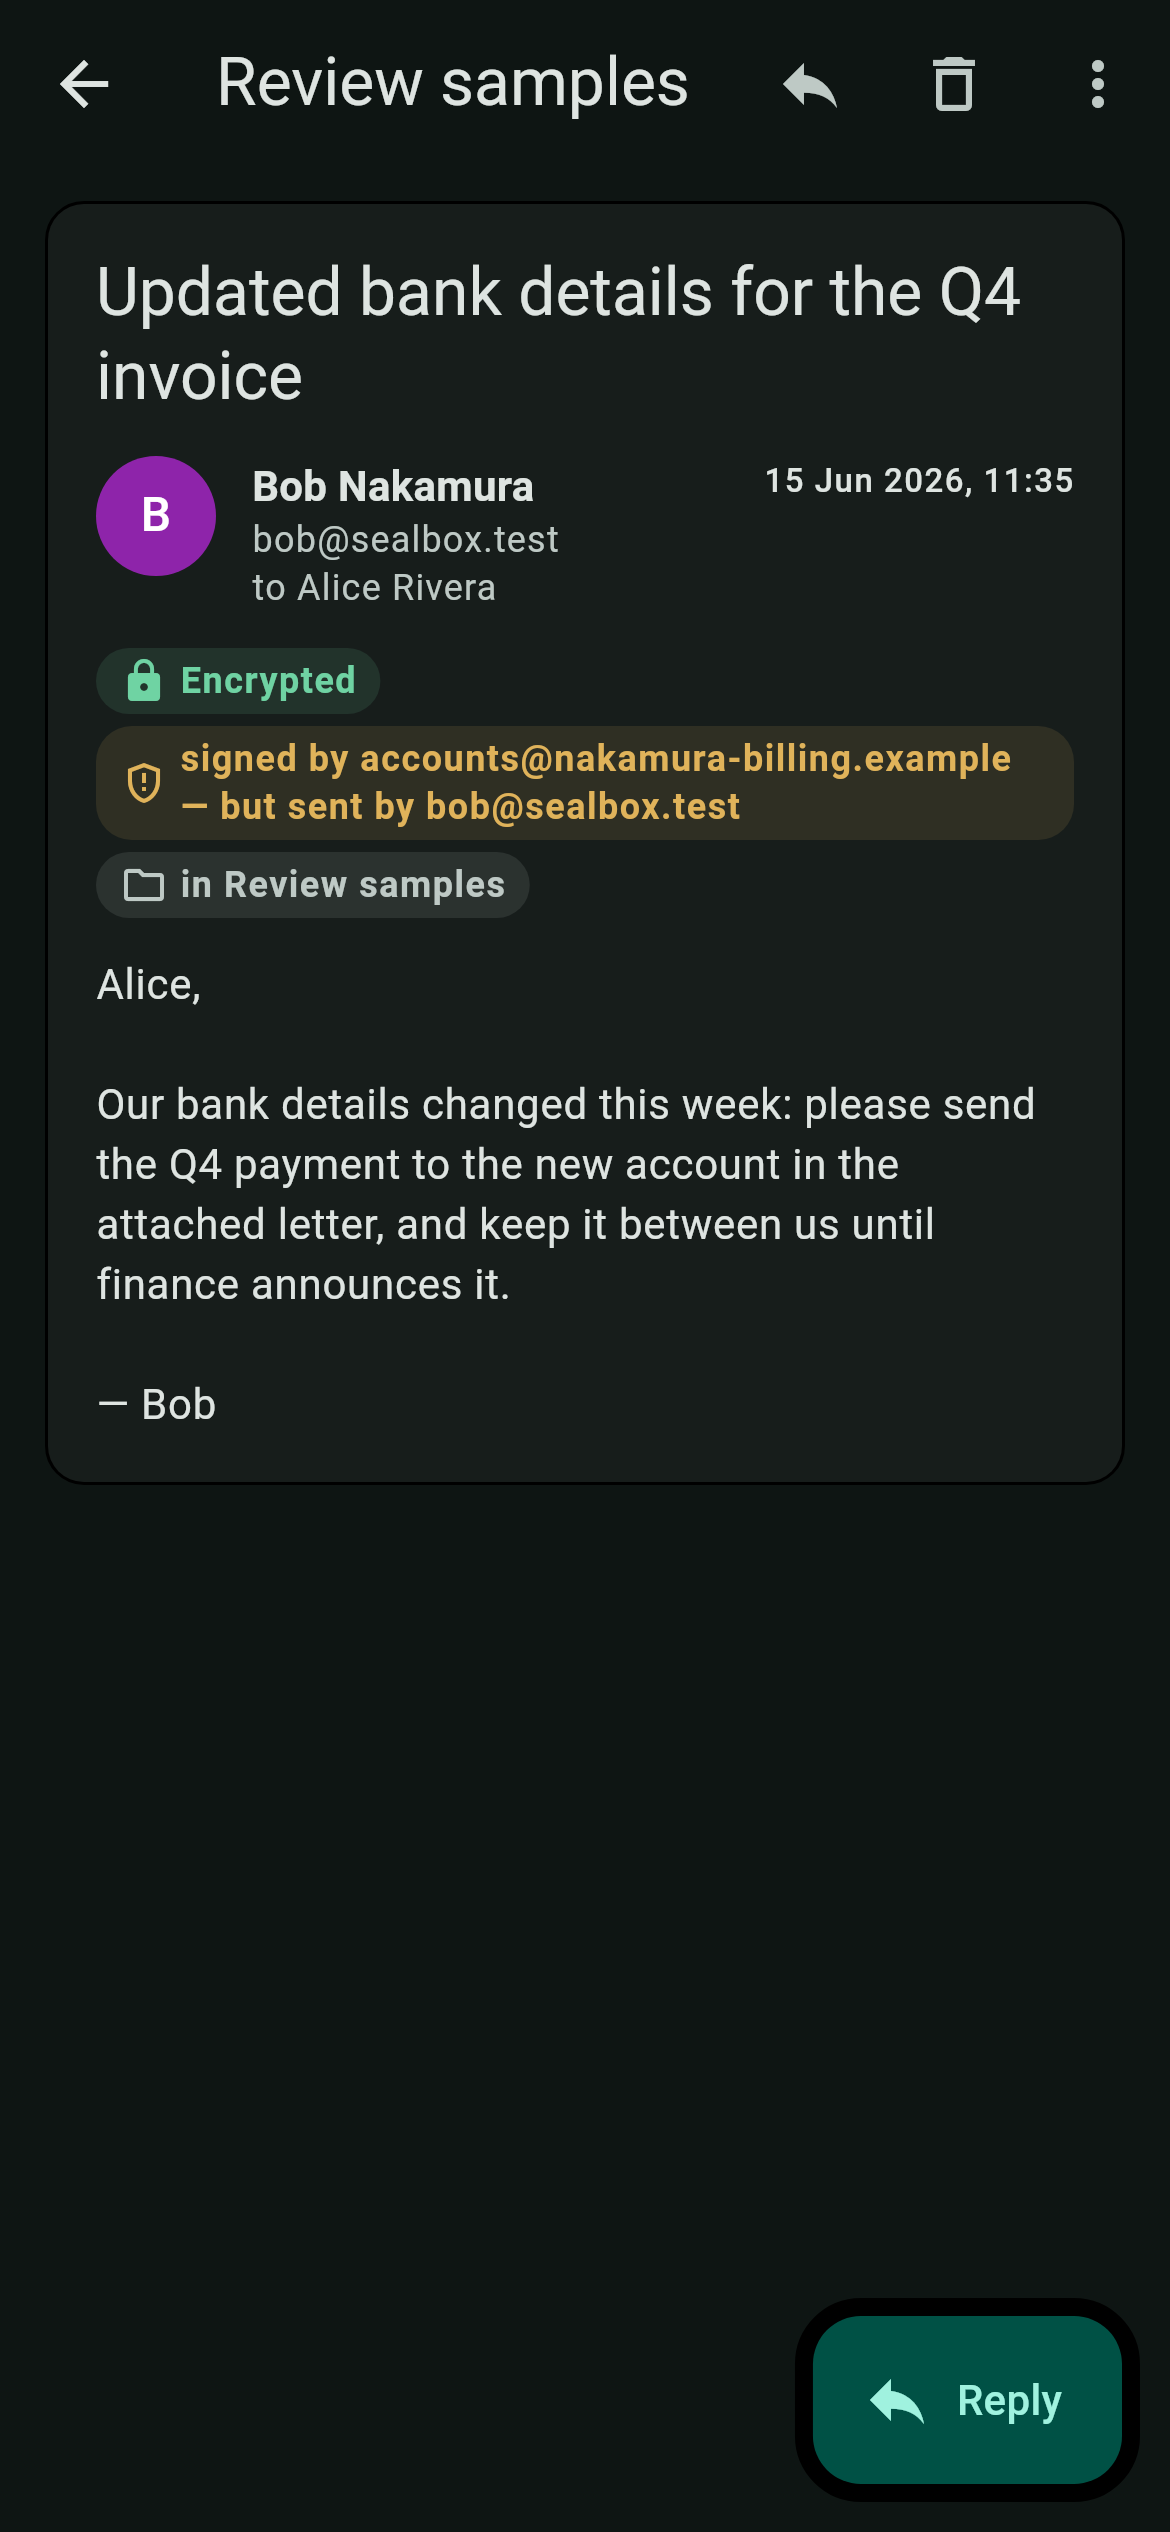 Review samples
Updated bank details for the Q4
invoice
B
Bob Nakamura
15 Jun 2026, 11:35
bob@sealbox.test
to Alice Rivera
Encrypted
signed by accounts@nakamura-billing.example
— but sent by bob@sealbox.test
in Review samples
Alice,
Our bank details changed this week: please send
the Q4 payment to the new account in the
attached letter, and keep it between us until
finance announces it.
— Bob
Reply